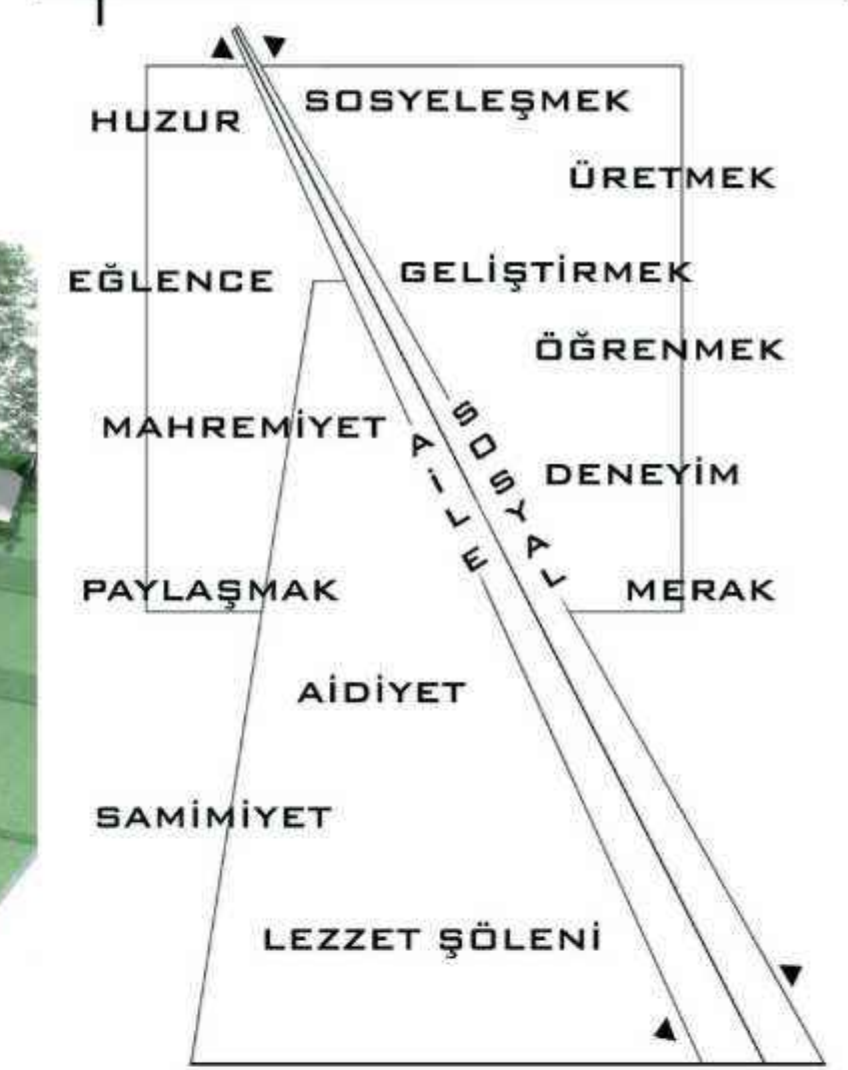 HUZUR
SOSYELEŞMEK
ÜRETMEK
EĞLENCE
GELİŞTİRMEK
ÖĞRENMEK
MAHREMİYET
AİLE
SOSYAL
DENEYİM
PAYLAŞMAK
MERAK
AİDİYET
SAMİMİYET
LEZZET ŞÖLENİ